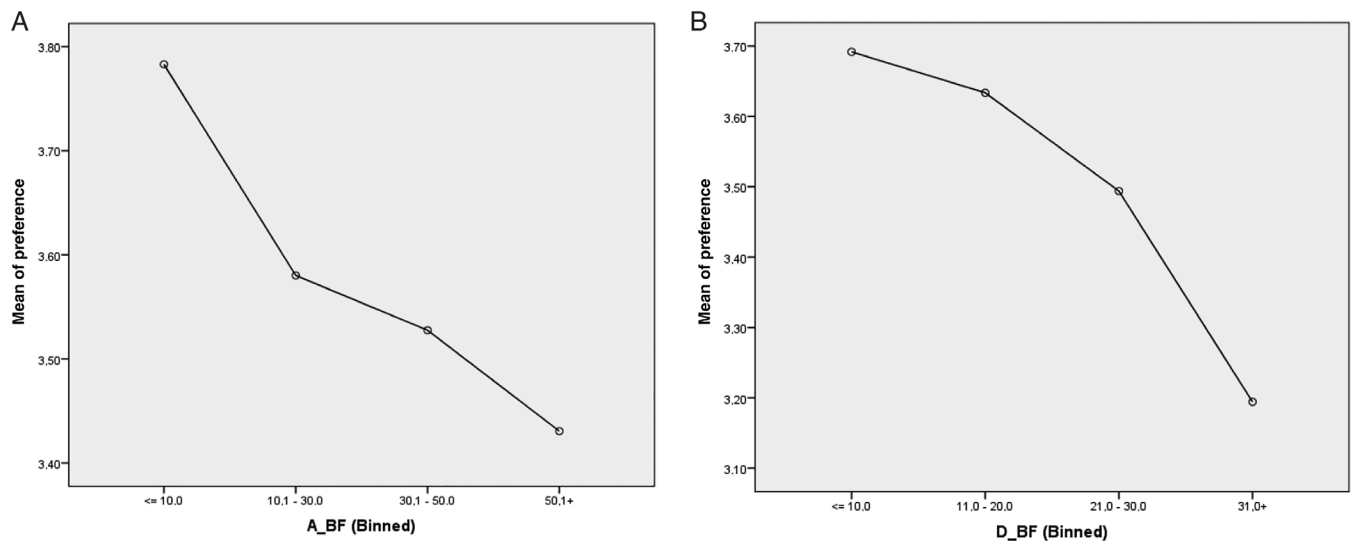 A
Mean of preference
3.80
3.70
3.60
3.50
3.40
<= 10.0
10.1 - 30.0
30.1 - 50.0
50.1+
A_BF (Binned)
B
Mean of preference
3.70
3.60
3.50
3.40
3.30
3.20
3.10
<= 10.0
11.0 - 20.0
21.0 - 30.0
31.0+
D_BF (Binned)